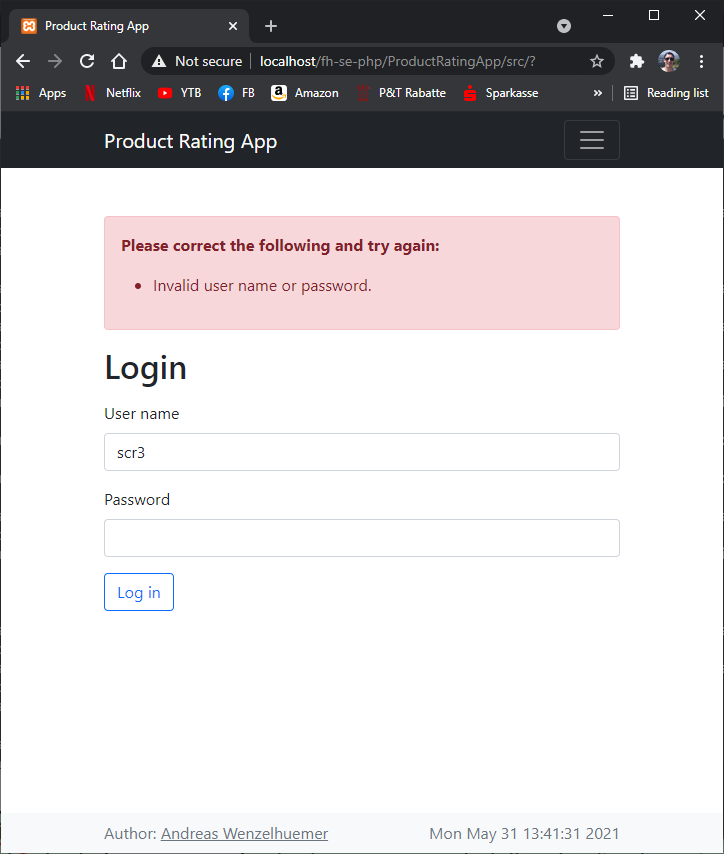 Product Rating App
Not secure | localhost/fh-se-php/ProductRatingApp/src/?
Apps Netflix YTB FB Amazon P&T Rabatte Sparkasse » Reading list
Product Rating App
Please correct the following and try again:
• Invalid user name or password.
Login
User name
scr3
Password
Log in
Author: Andreas Wenzelhuemer Mon May 31 13:41:31 2021